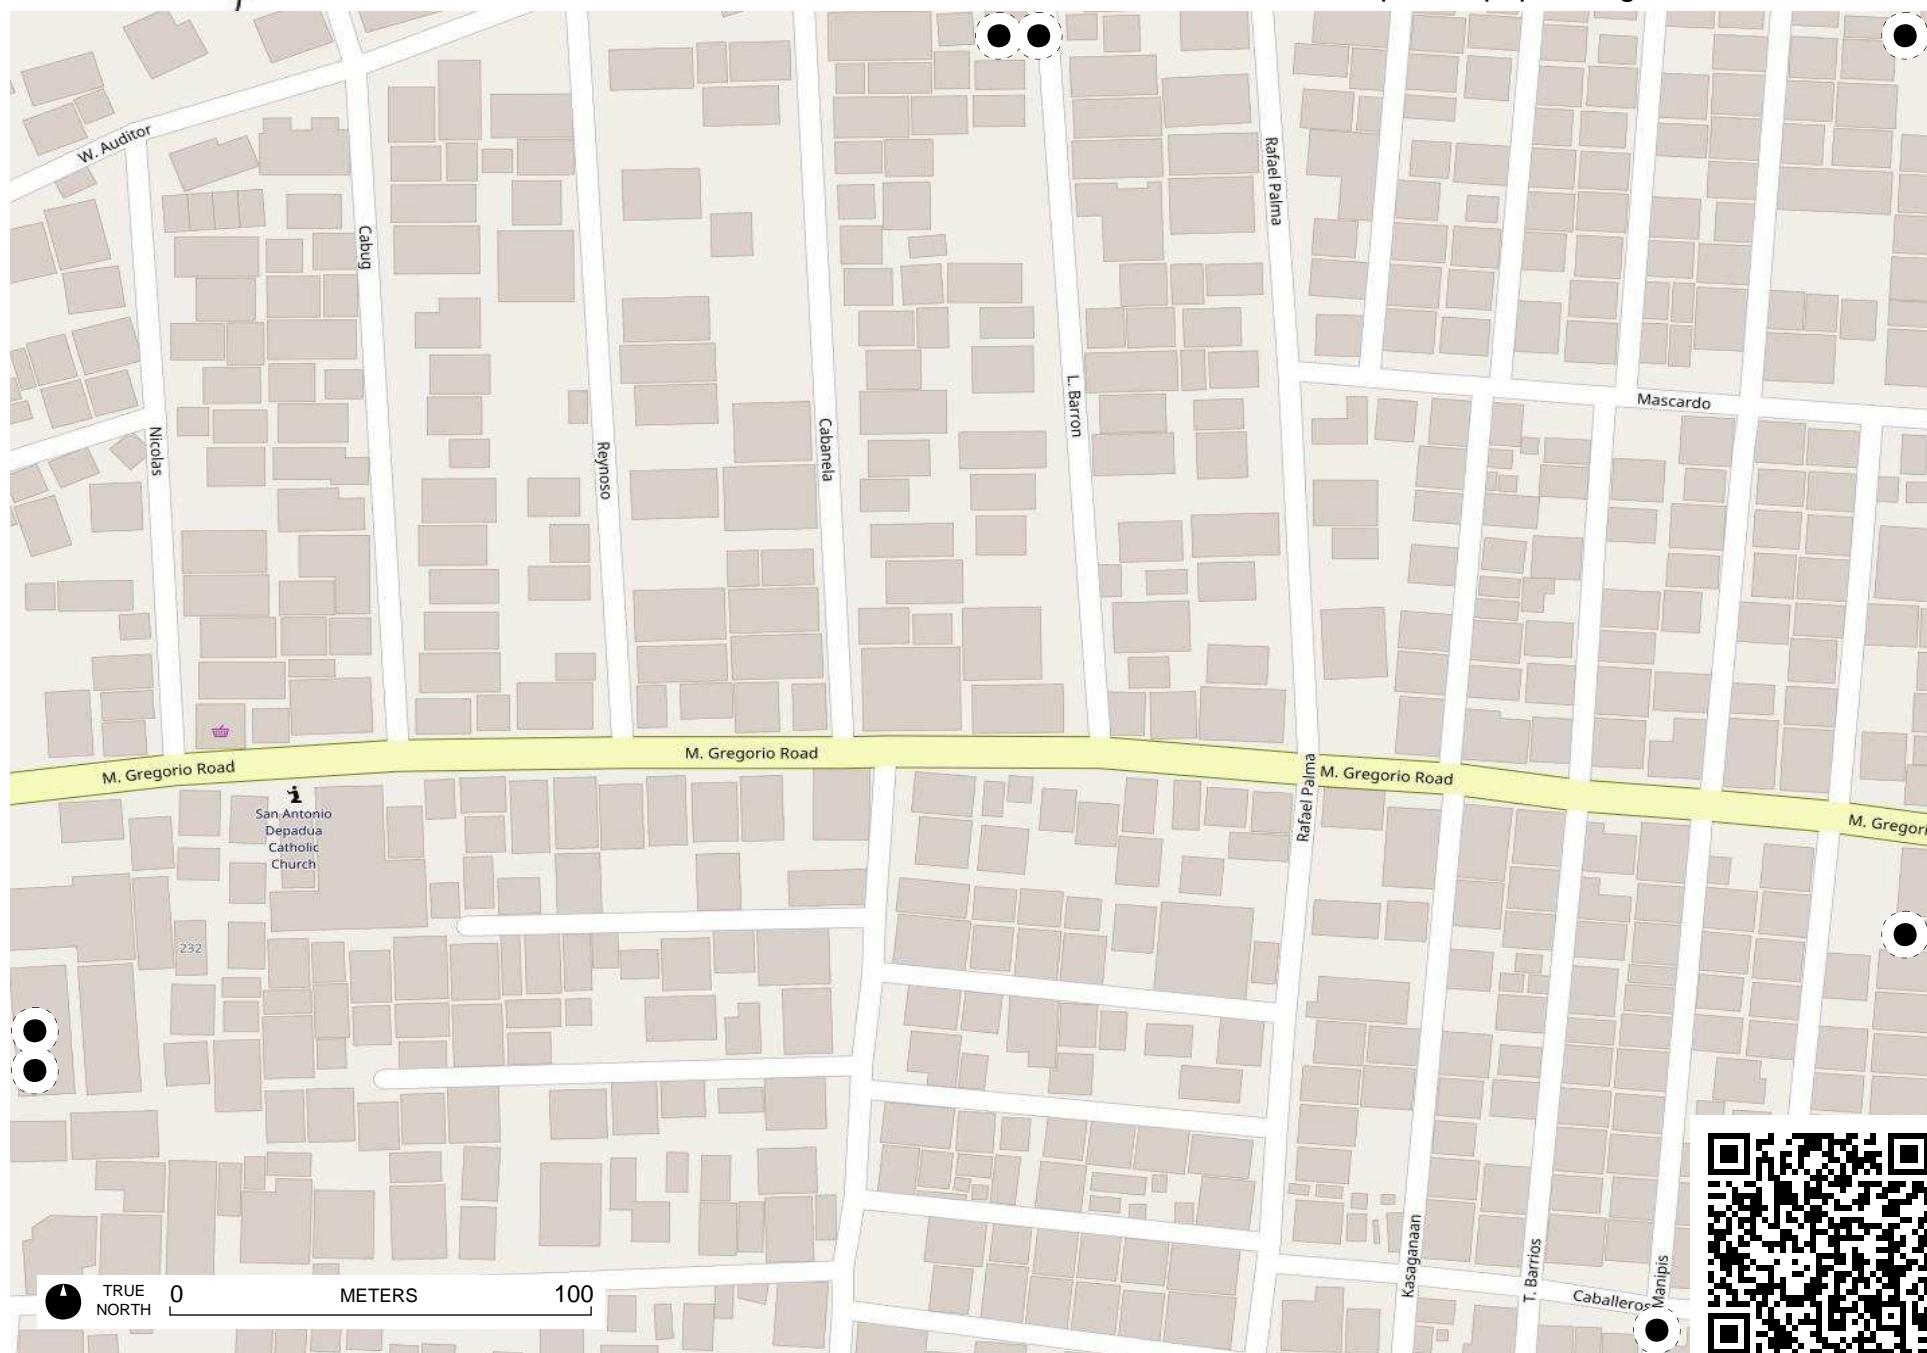 W. Auditor
Rafael Palma
Cabug
Mascardo
L. Barron
Cabanela
Nicolas
Reynoso
M. Gregorio Road
M. Gregorio Road
M. Gregorio Road
Rafael Palma
San Antonio
Depadua
Catholic
Church
M. Gregori
232
Kasaganaan
T. Barrios
Manipis
Caballeros
TRUE
NORTH
0 METERS 100